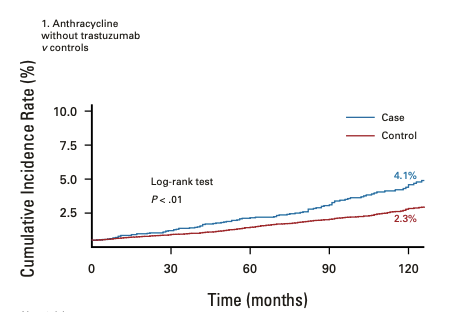 1. Anthracycline
without trastuzumab
v controls
Cumulative Incidence Rate (%)
10.0
7.5
5.0
2.5
Case
Control
Log-rank test
P < .01
4.1%
2.3%
0
30
60
90
120
Time (months)